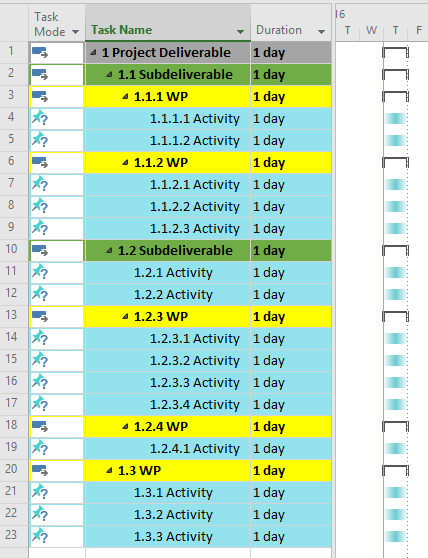 Task Mode Task Name Duration
16
T W T F
1 1 Project Deliverable 1 day
2 1.1 Subdeliverable 1 day
3 1.1.1 WP 1 day
4 1.1.1.1 Activity 1 day
5 1.1.1.2 Activity 1 day
6 1.1.2 WP 1 day
7 1.1.2.1 Activity 1 day
8 1.1.2.2 Activity 1 day
9 1.1.2.3 Activity 1 day
10 1.2 Subdeliverable 1 day
11 1.2.1 Activity 1 day
12 1.2.2 Activity 1 day
13 1.2.3 WP 1 day
14 1.2.3.1 Activity 1 day
15 1.2.3.2 Activity 1 day
16 1.2.3.3 Activity 1 day
17 1.2.3.4 Activity 1 day
18 1.2.4 WP 1 day
19 1.2.4.1 Activity 1 day
20 1.3 WP 1 day
21 1.3.1 Activity 1 day
22 1.3.2 Activity 1 day
23 1.3.3 Activity 1 day